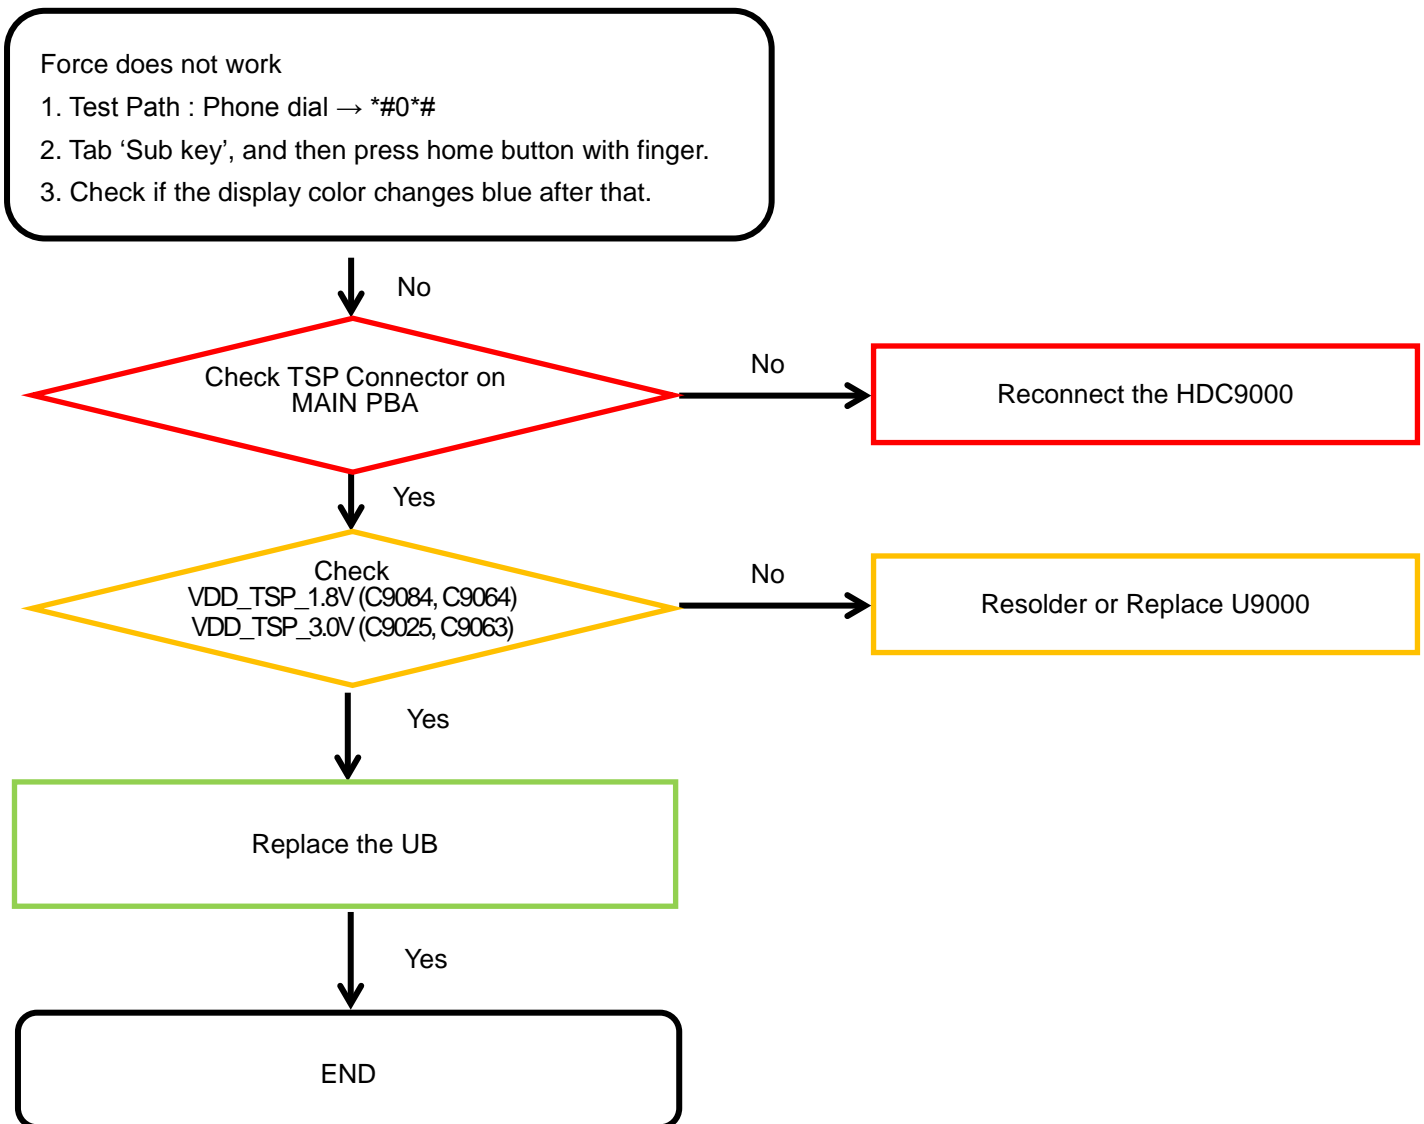 Force does not work
1. Test Path : Phone dial → *#0*#
2. Tab ‘Sub key’, and then press home button with finger.
3. Check if the display color changes blue after that.
No
Check TSP Connector on
MAIN PBA
No
Reconnect the HDC9000
Yes
Check
VDD_TSP_1.8V (C9084, C9064)
VDD_TSP_3.0V (C9025, C9063)
No
Resolder or Replace U9000
Yes
Replace the UB
Yes
END